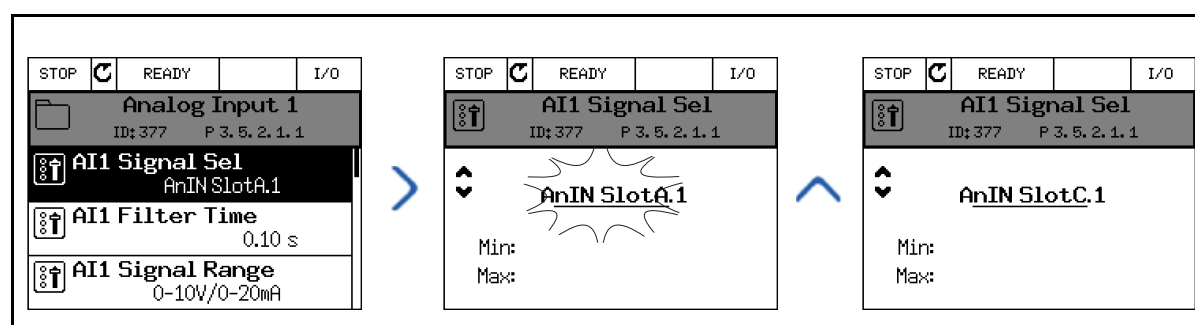 STOP READY I/O
Analog Input 1
ID:377 P3.5.2.1.1
AI1 Signal Sel
AnIN SlotA.1
AI1 Filter Time
0.10 s
AI1 Signal Range
0-10V/0-20mA
STOP READY I/O
AI1 Signal Sel
ID:377 P3.5.2.1.1
AnIN SlotA.1
Min:
Max:
STOP READY I/O
AI1 Signal Sel
ID:377 P3.5.2.1.1
AnIN SlotC.1
Min:
Max: